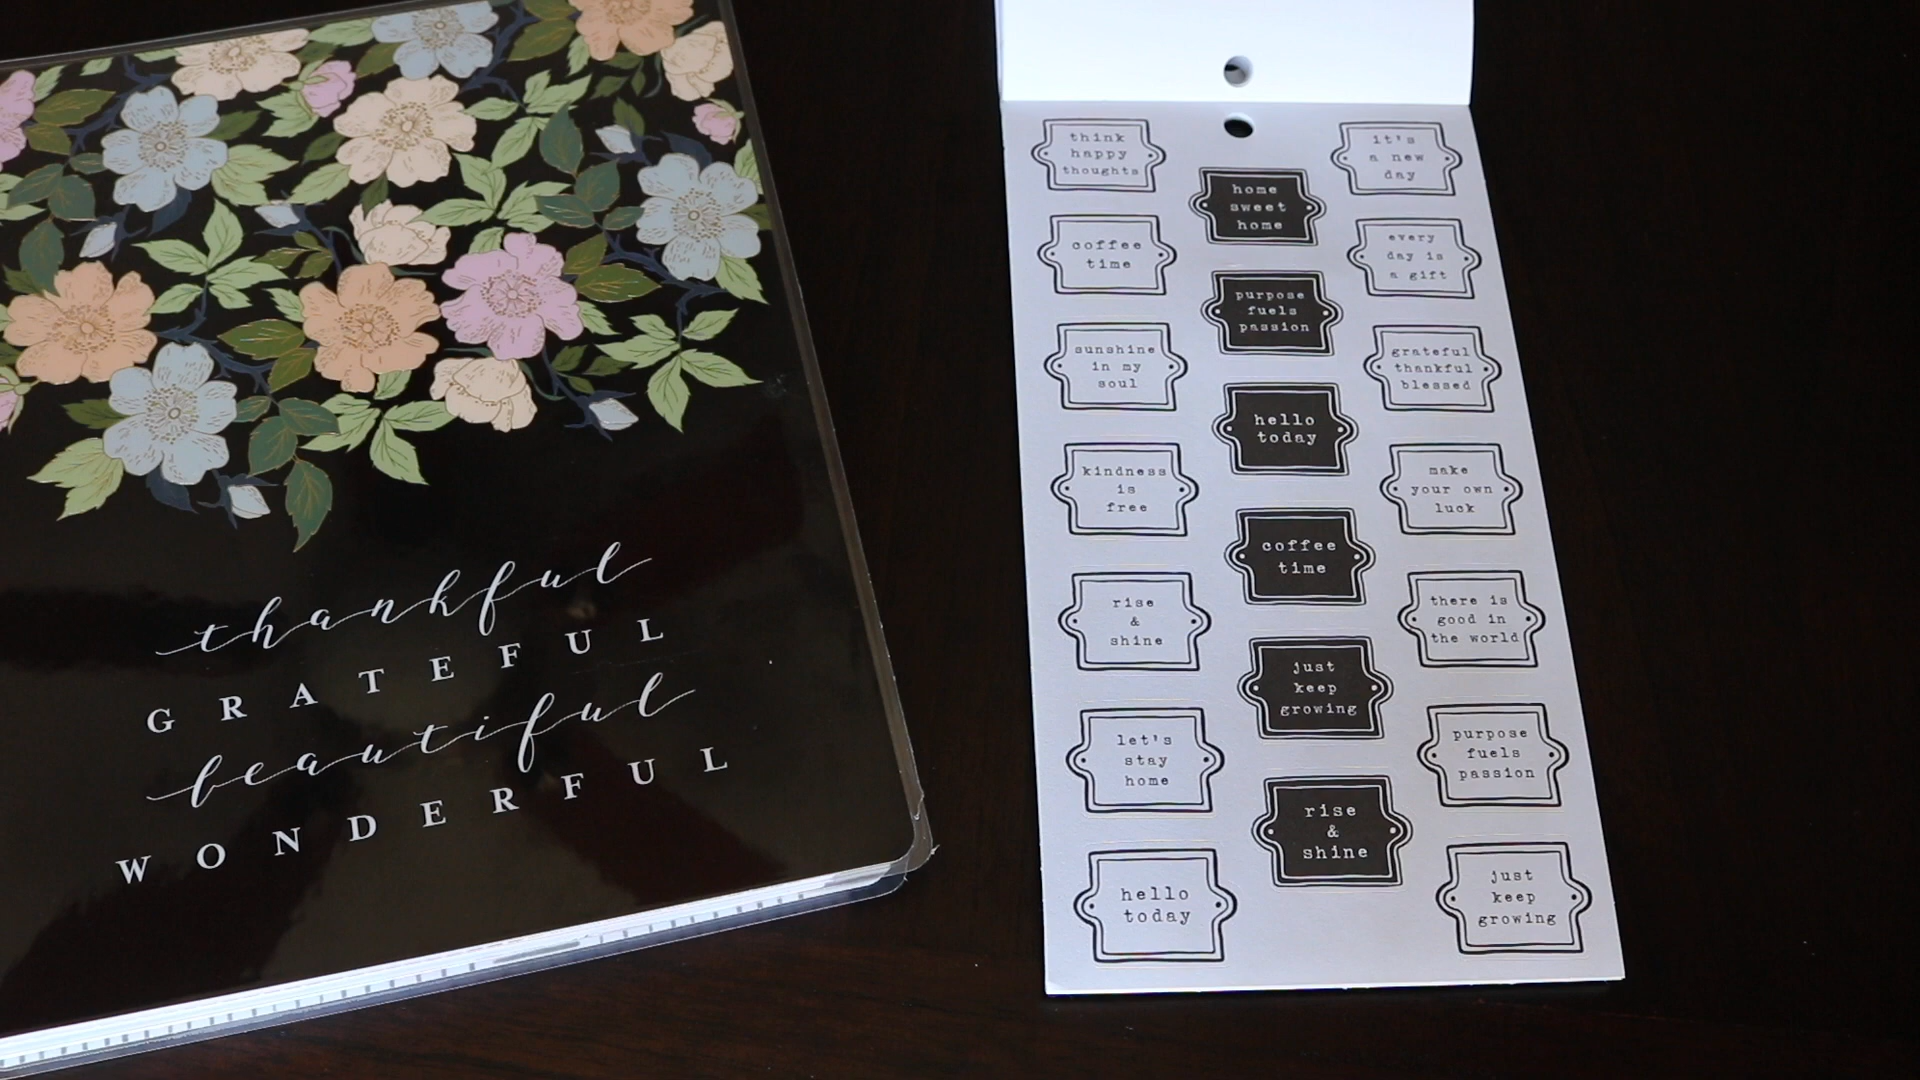 thankful
GRATEFUL
beautiful
WONDERFUL
think
happy
thoughts
coffee
time
sunshine
in my
soul
kindness
is
free
rise
&
shine
let's
stay
home
hello
today
home
sweet
home
purpose
fuels
passion
hello
today
coffee
time
just
keep
growing
rise
&
shine
it's
a new
day
every
day is
a gift
grateful
thankful
blessed
make
your own
luck
there is
good in
the world
purpose
fuels
passion
just
keep
growing